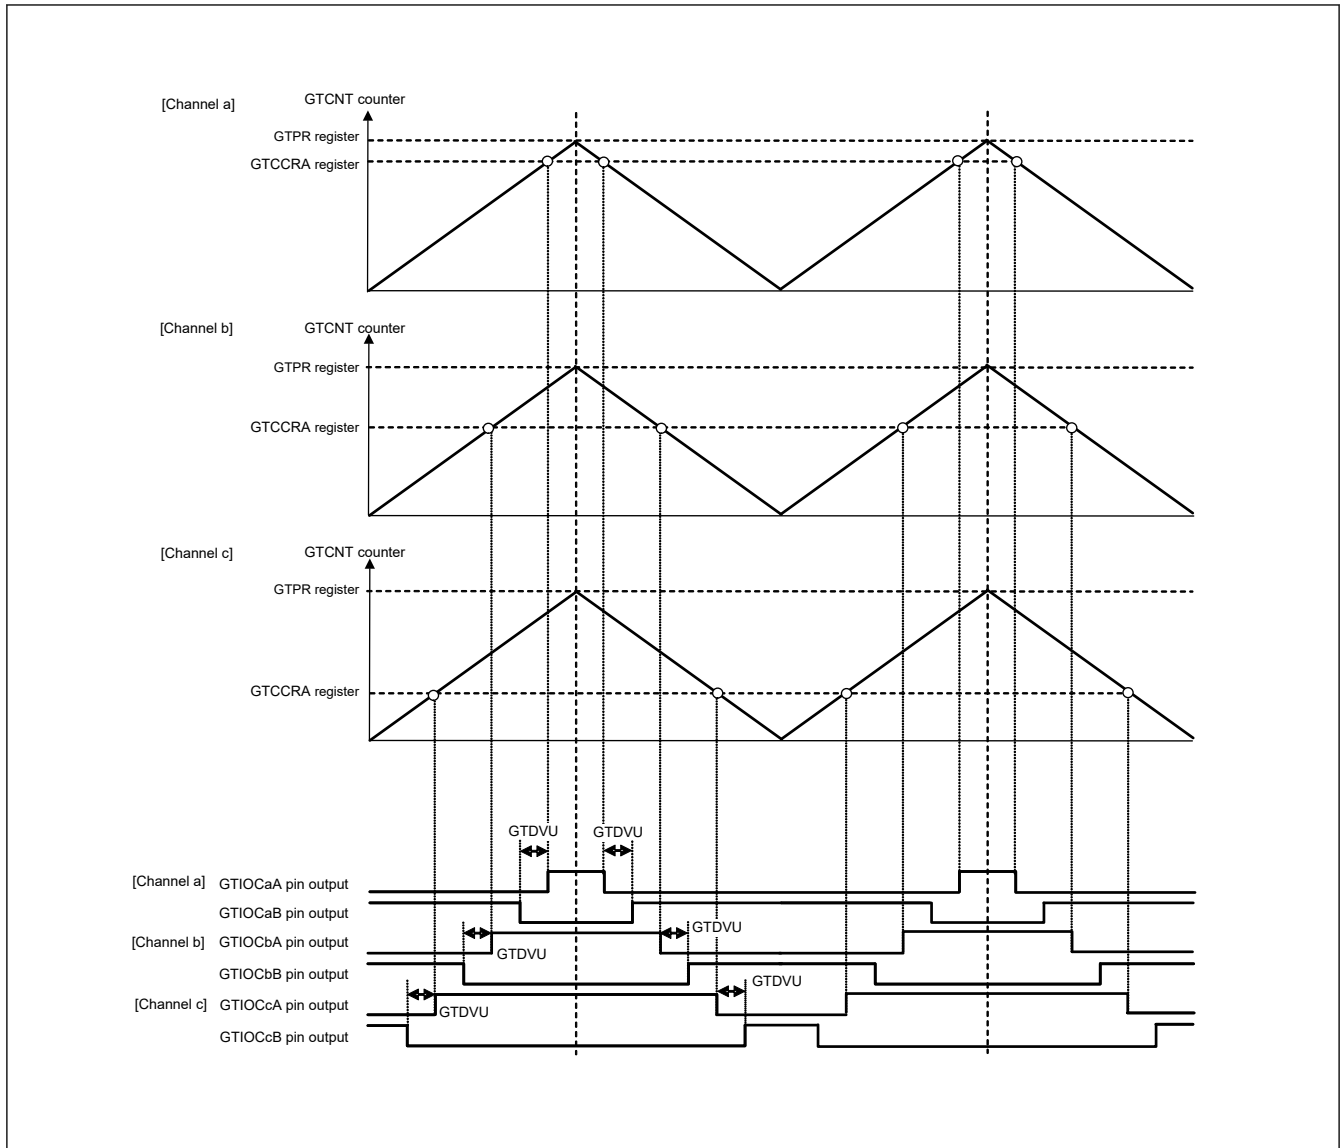 [Channel a] GTCNT counter
GTPR register
GTCCRA register
[Channel b] GTCNT counter
GTPR register
GTCCRA register
[Channel c] GTCNT counter
GTPR register
GTCCRA register
GTDVU GTDVU
[Channel a] GTIOCaA pin output
GTIOCaB pin output
GTDVU
[Channel b] GTIOCbA pin output
GTDVU
GTIOCbB pin output
GTDVU
[Channel c] GTIOCcA pin output
GTDVU
GTIOCcB pin output